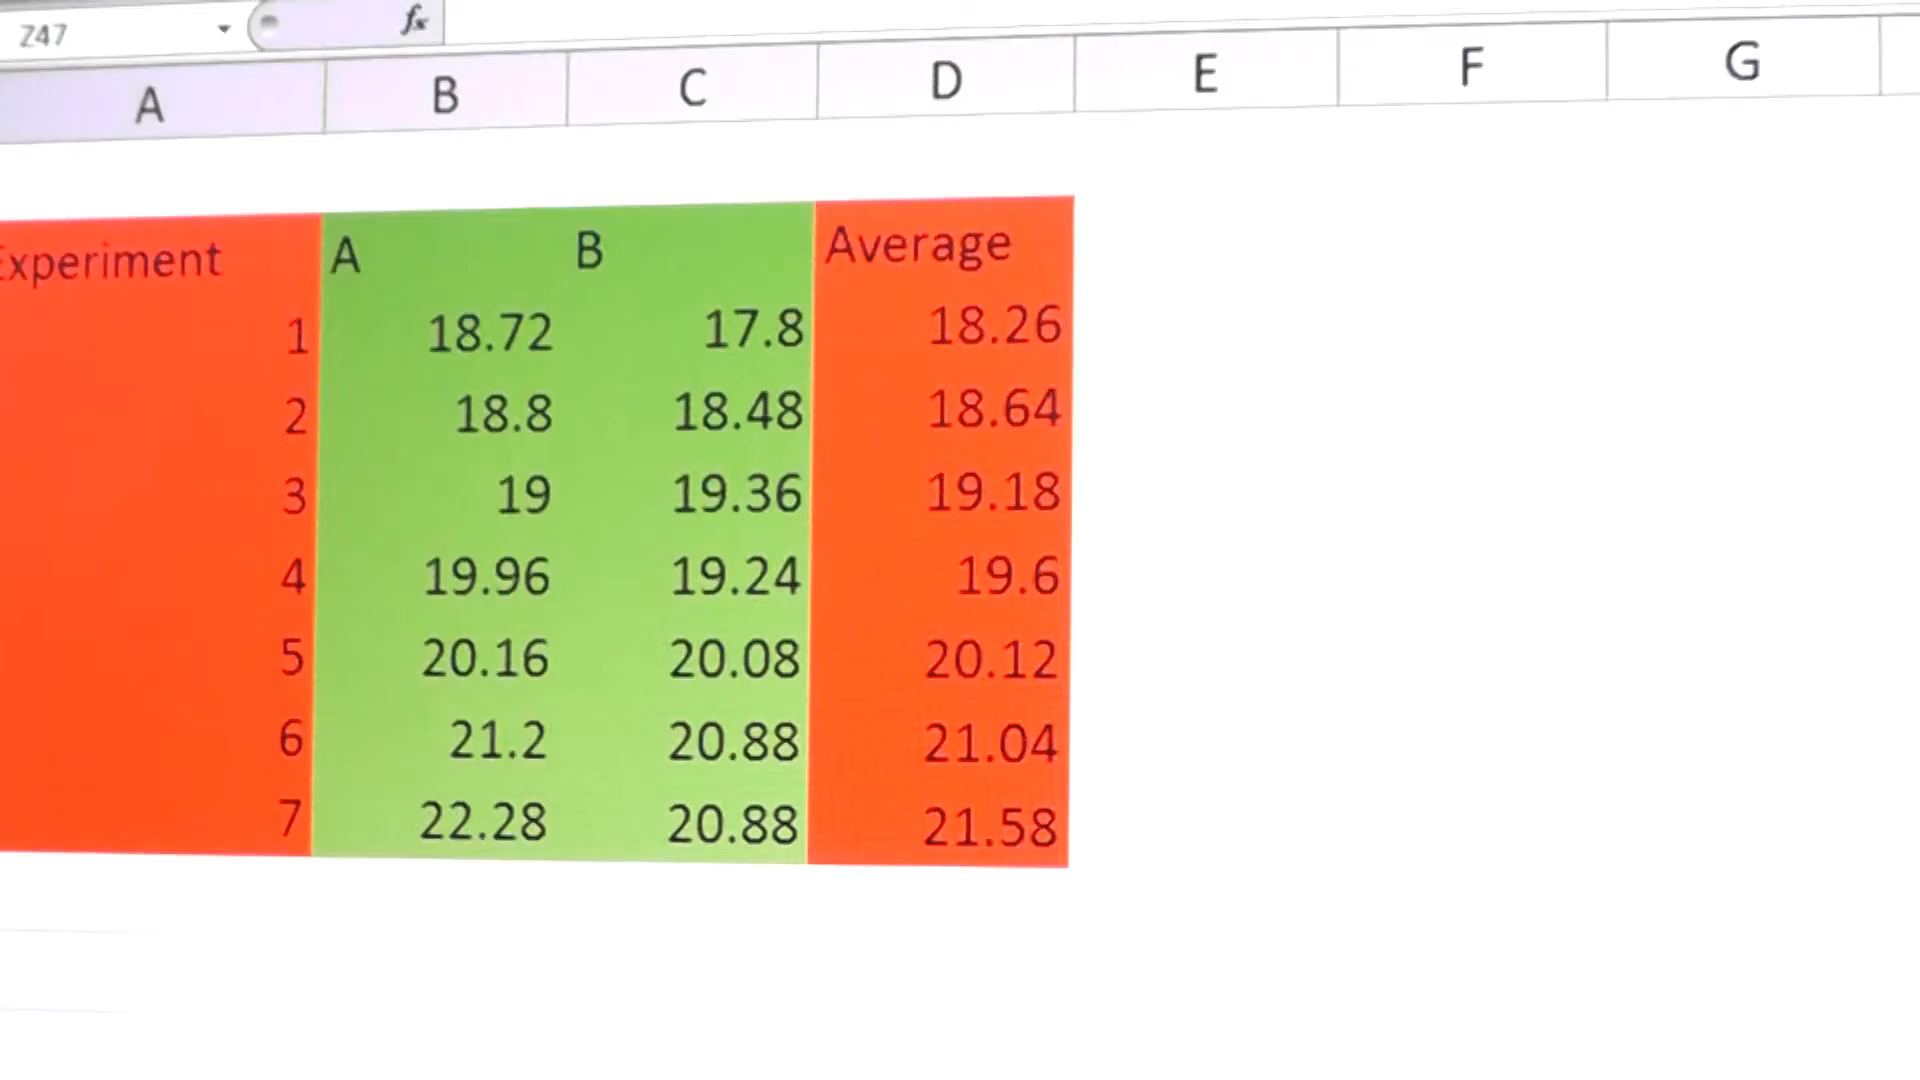 Z47 fx
A B C D E F G
Experiment A B Average
1 18.72 17.8 18.26
2 18.8 18.48 18.64
3 19 19.36 19.18
4 19.96 19.24 19.6
5 20.16 20.08 20.12
6 21.2 20.88 21.04
7 22.28 20.88 21.58